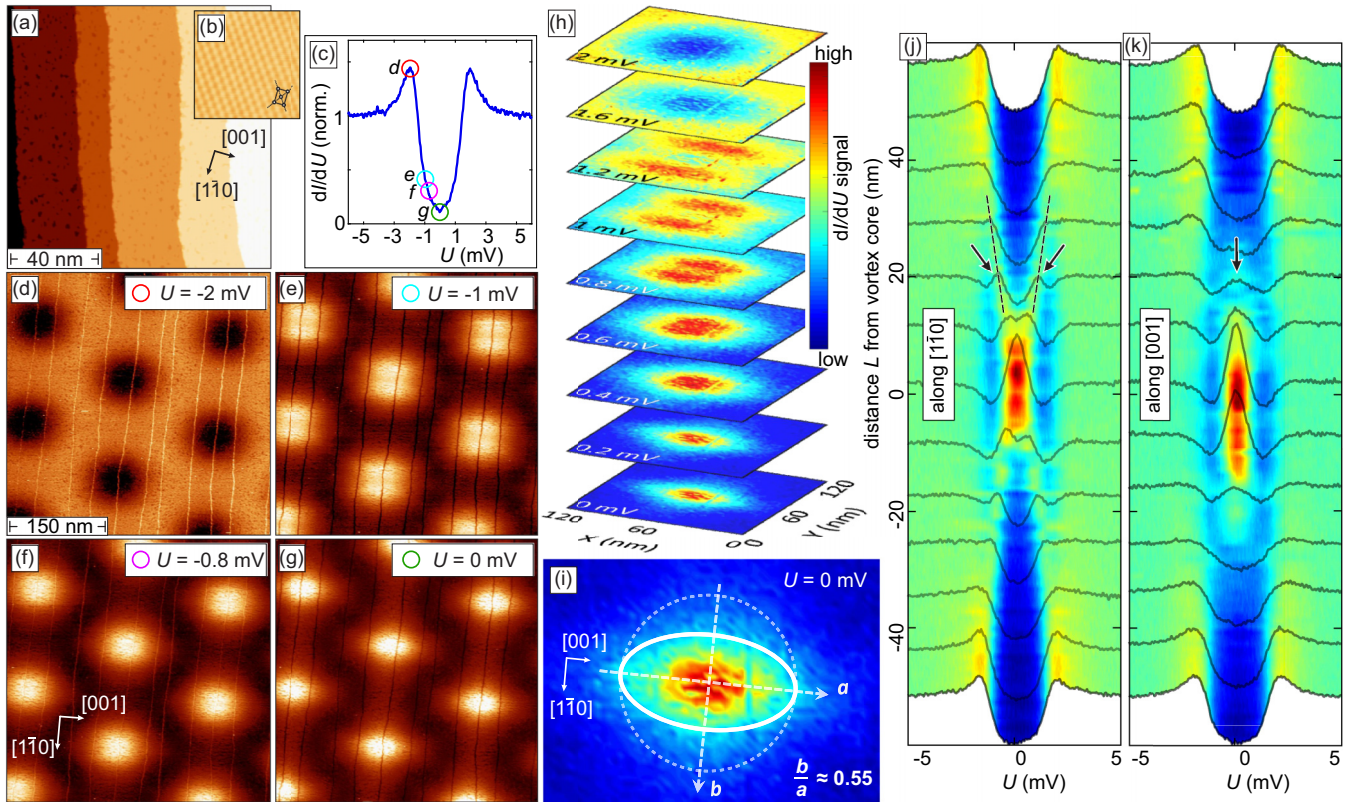 (a)
(b)
[001]
[11̄0]
40 nm
(c)
d
e
f
g
1
0
dI/dU (norm.)
-5 -3 -1 1 3 5
U (mV)
(d)
U = -2 mV
150 nm
(e)
U = -1 mV
(f)
U = -0.8 mV
[001]
[11̄0]
(g)
U = 0 mV
(h)
2 mV
1.6 mV
1.2 mV
1 mV
0.8 mV
0.6 mV
0.4 mV
0.2 mV
0 mV
120 60 0
x (nm)
0 60 120
Y (nm)
high
dI/dU signal
low
(i)
U = 0 mV
[001]
[11̄0]
a
b
b/a ≈ 0.55
(j)
0
along [11̄0]
distance L from vortex core (nm)
40
20
0
-20
-40
-5 0 5
U (mV)
(k)
0
along [001]
-5 0 5
U (mV)